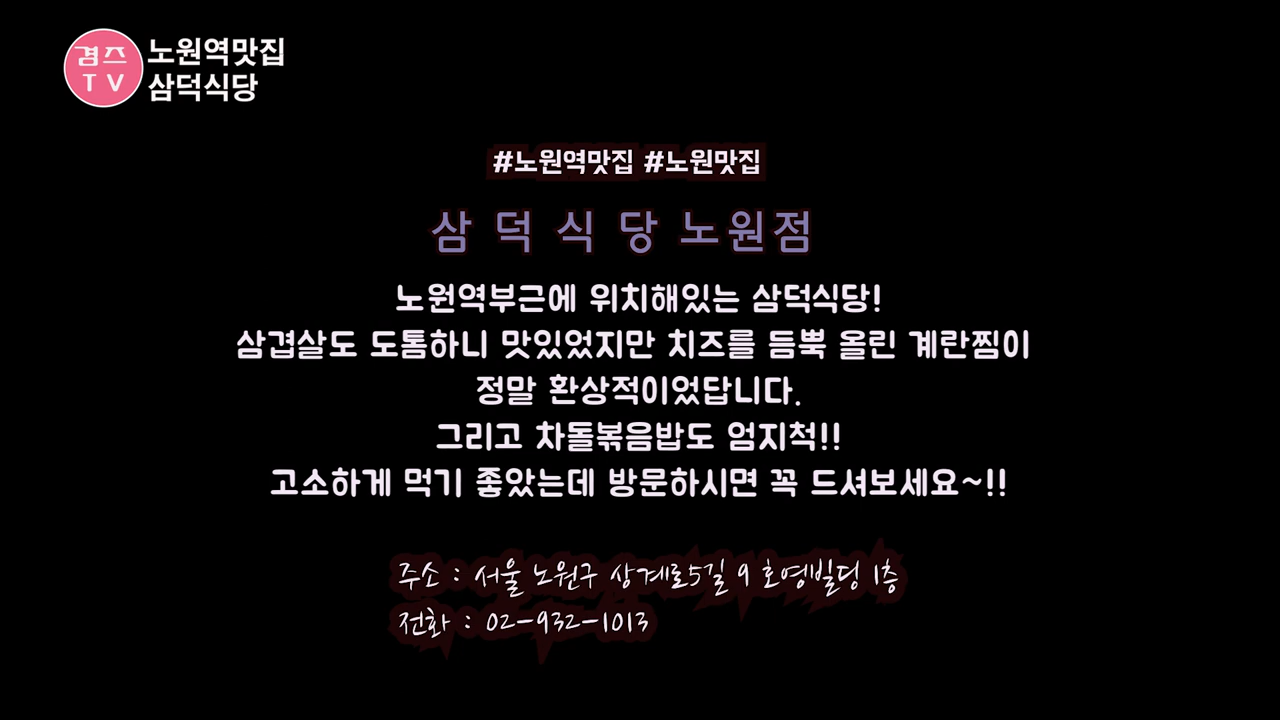 겸즈
TV
노원역맛집
삼덕식당
#노원역맛집 #노원맛집
삼 덕 식 당 노원점
노원역부근에 위치해있는 삼덕식당!
삼겹살도 도톰하니 맛있었지만 치즈를 듬뿍 올린 계란찜이
정말 환상적이었답니다.
그리고 차돌볶음밥도 엄지척!!
고소하게 먹기 좋았는데 방문하시면 꼭 드셔보세요~!!
주소 : 서울 노원구 상계로5길 9 호영빌딩 1층
전화 : 02-932-1013